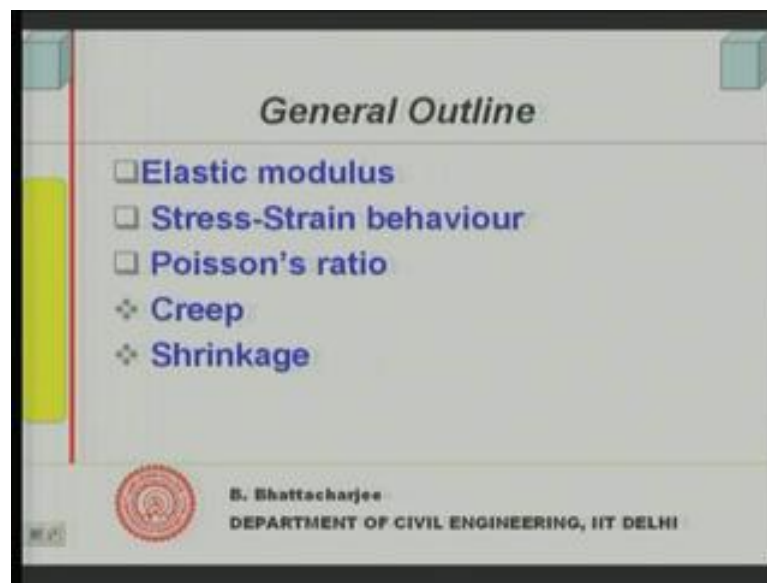 General Outline
Elastic modulus
Stress-Strain behaviour
Poisson's ratio
Creep
Shrinkage
B. Bhattacharjee
DEPARTMENT OF CIVIL ENGINEERING, IIT DELHI